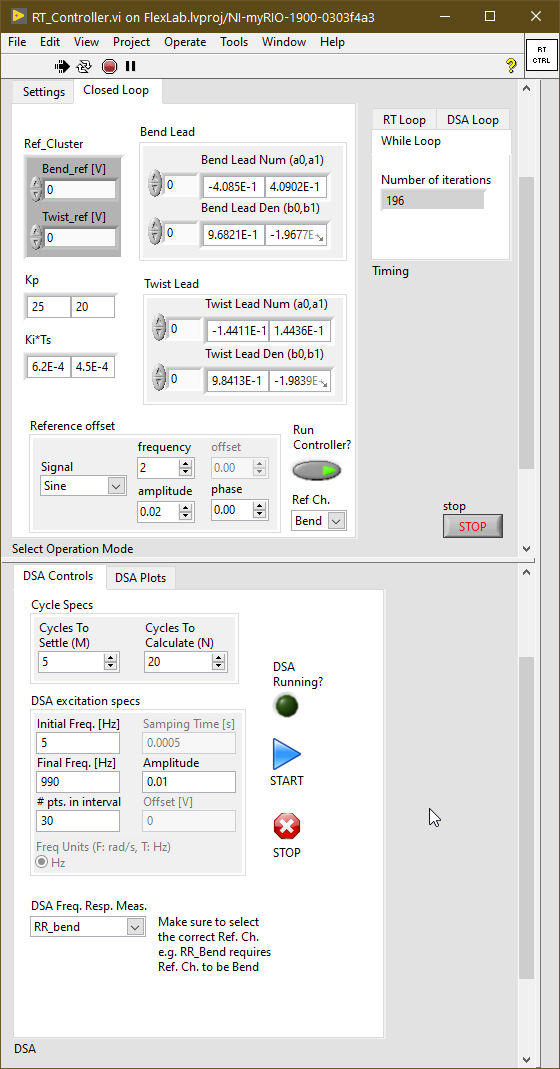 RT_Controller.vi on FlexLab.lvproj/NI-myRIO-1900-0303f4a3
File Edit View Project Operate Tools Window Help
RT
CTRL
?
Settings Closed Loop
Ref_Cluster
Bend_ref [V]
0
Twist_ref [V]
0
Bend Lead
Bend Lead Num (a0,a1)
0 -4.085E-1 4.0902E-1
Bend Lead Den (b0,b1)
0 9.6821E-1 -1.9677E
RT Loop DSA Loop
While Loop
Number of iterations
196
Timing
Kp
25 20
Ki*Ts
6.2E-4 4.5E-4
Twist Lead
Twist Lead Num (a0,a1)
0 -1.4411E-1 1.4436E-1
Twist Lead Den (b0,b1)
0 9.8413E-1 -1.9839E
Reference offset
Signal
Sine
frequency
2
offset
0.00
amplitude
0.02
phase
0.00
Run
Controller?
Ref Ch.
Bend
stop
STOP
Select Operation Mode
DSA Controls DSA Plots
Cycle Specs
Cycles To
Settle (M)
5
Cycles To
Calculate (N)
20
DSA
Running?
START
STOP
DSA excitation specs
Initial Freq. [Hz] Samping Time [s]
5 0.0005
Final Freq. [Hz] Amplitude
990 0.01
# pts. in interval Offset [V]
30 0
Freq Units (F: rad/s, T: Hz)
Hz
DSA Freq. Resp. Meas.
RR_bend
Make sure to select
the correct Ref. Ch.
e.g. RR_Bend requires
Ref. Ch. to be Bend
DSA